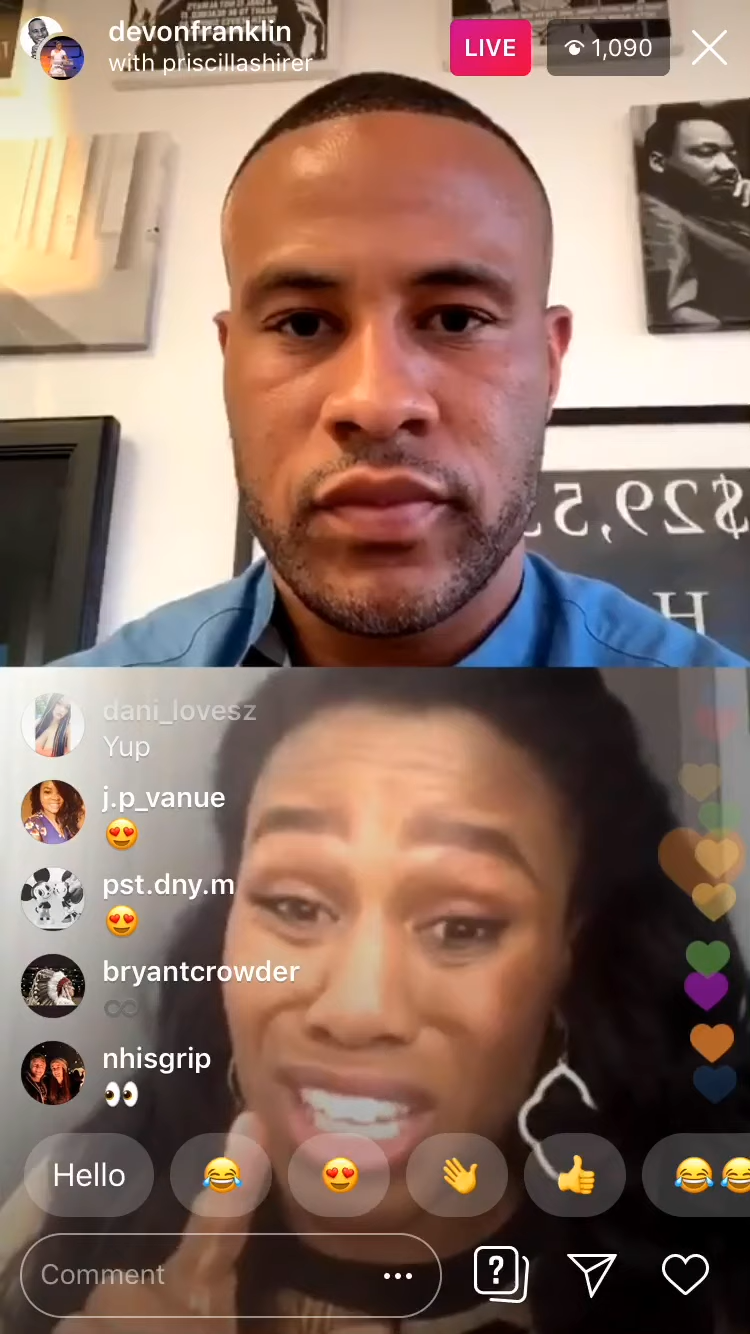 devonfranklin
with priscillashirer
LIVE
1,090
$29,5
H
dani_lovesz
Yup
j.p_vanue
😍
pst.dny.m
😍
bryantcrowder
♾
nhisgrip
👀
Hello
😂
😍
👋
👍
😂😂
Comment